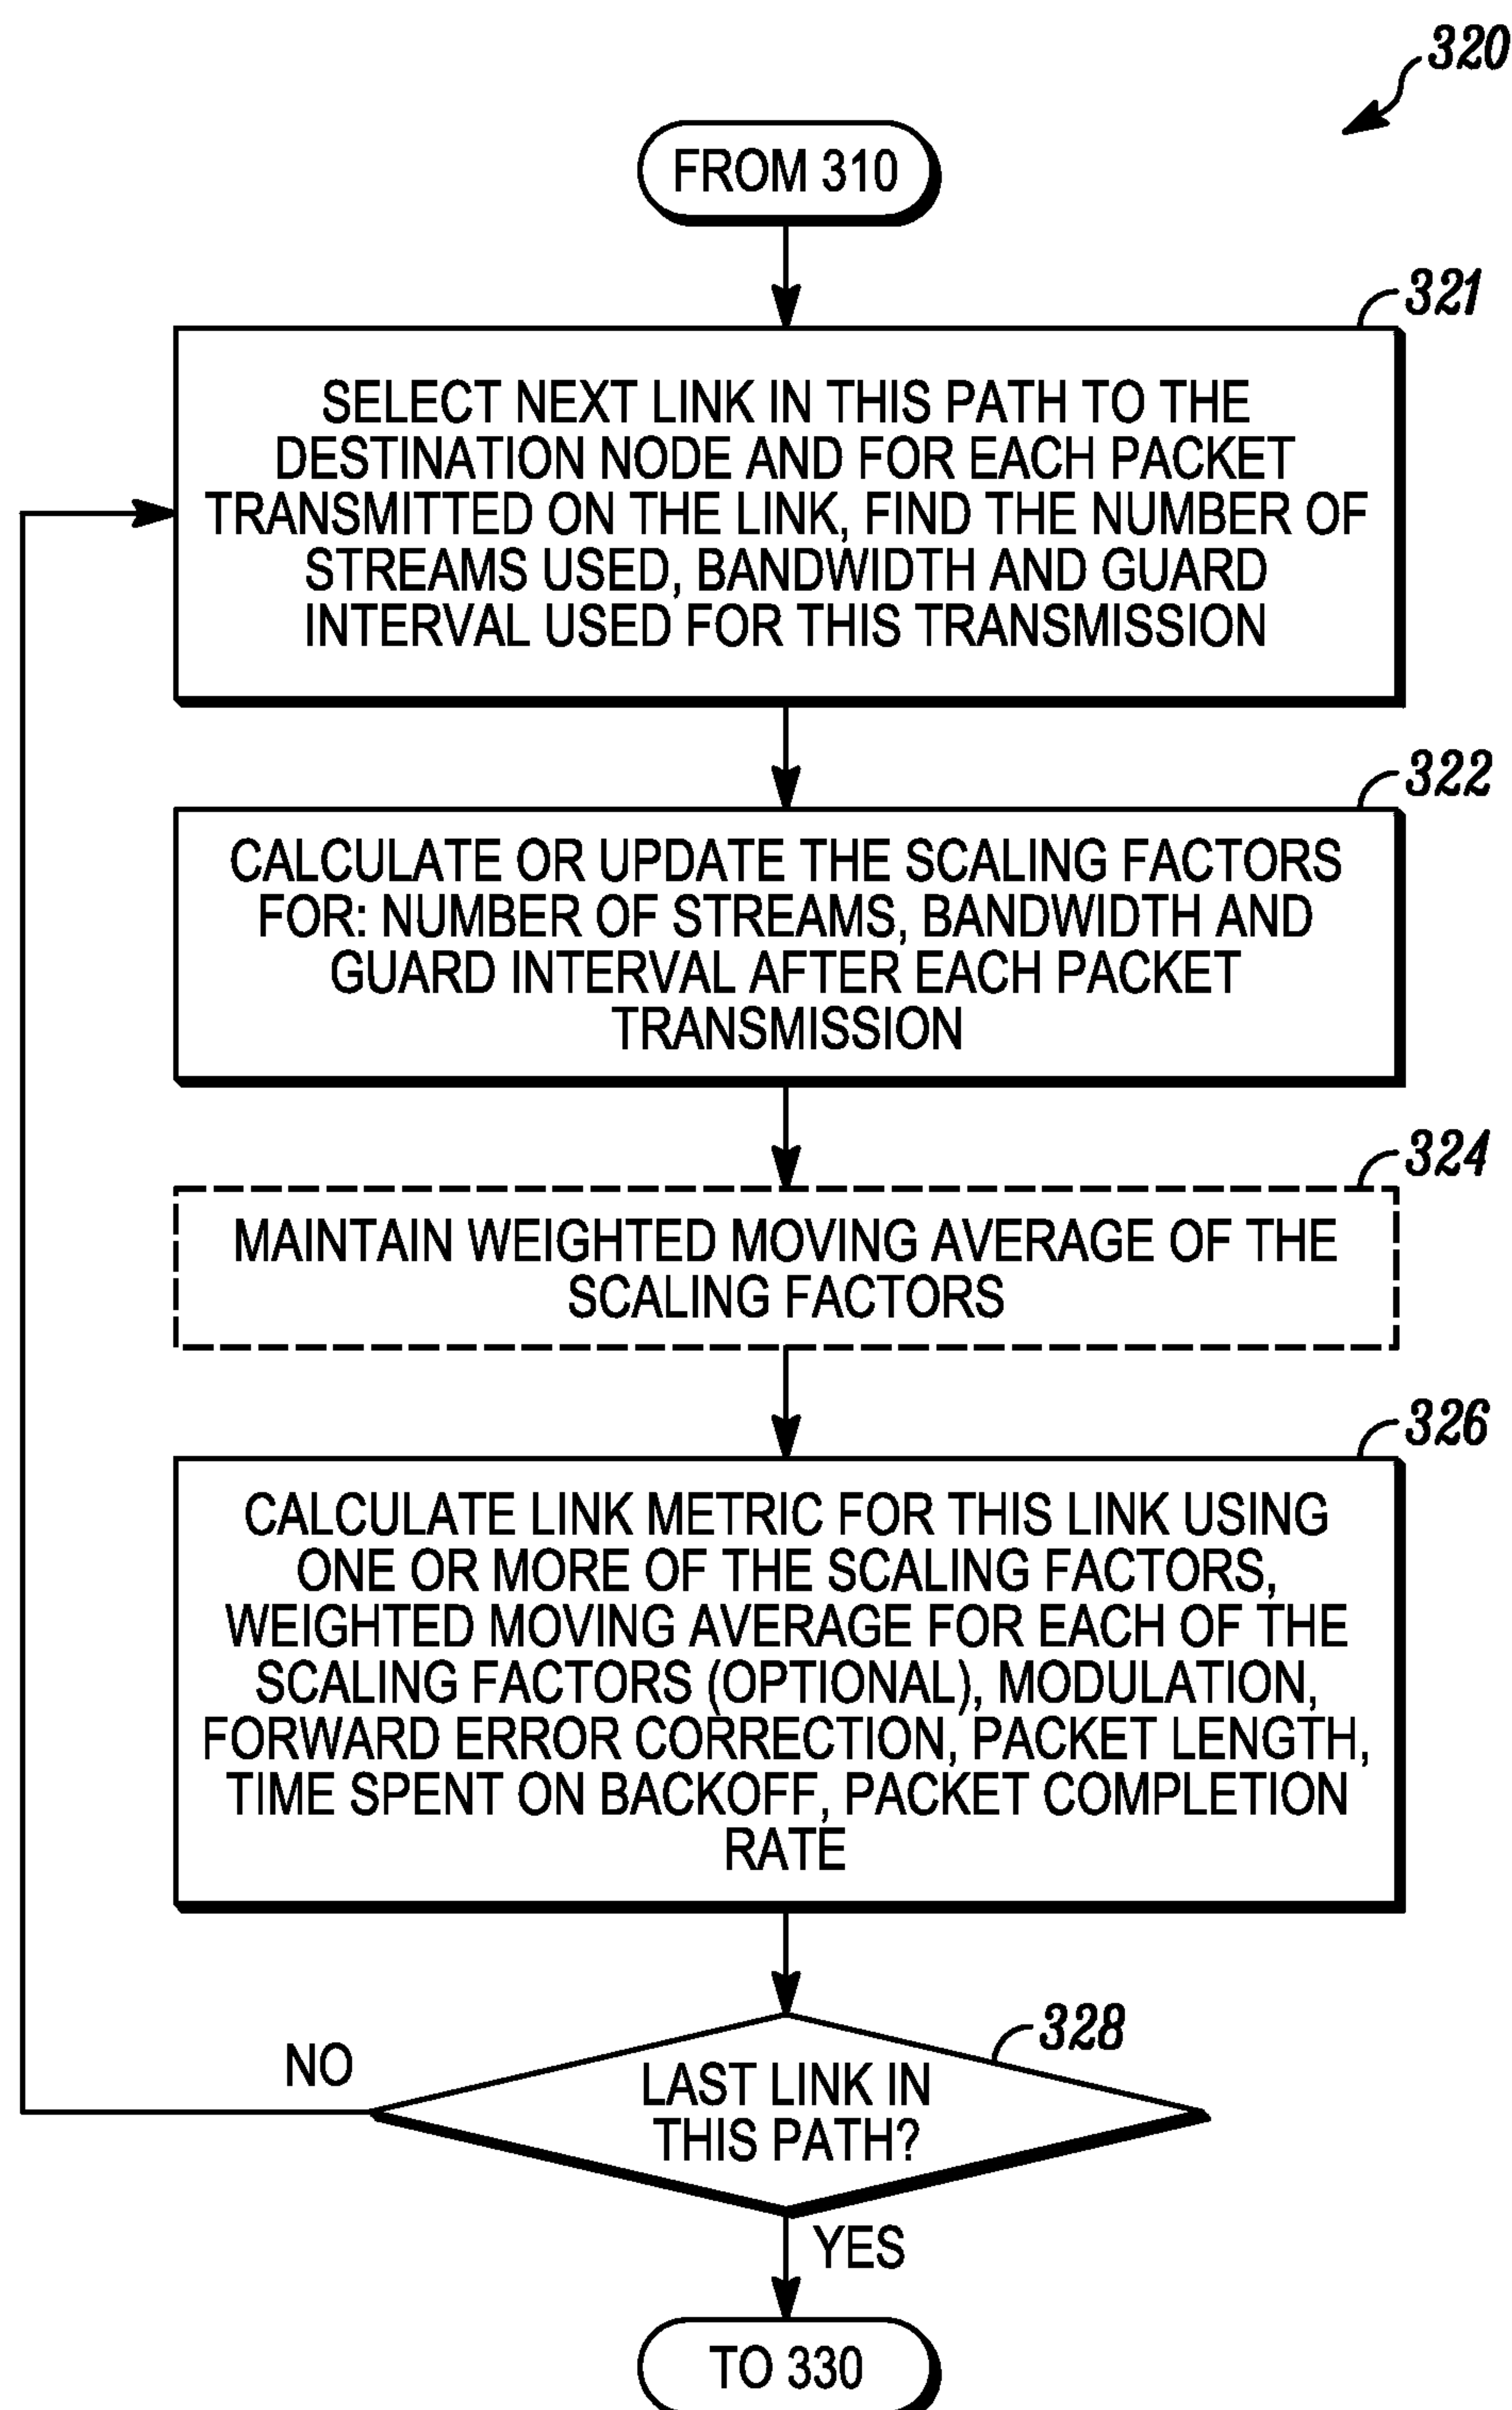 320
FROM 310
321
SELECT NEXT LINK IN THIS PATH TO THE
DESTINATION NODE AND FOR EACH PACKET
TRANSMITTED ON THE LINK, FIND THE NUMBER OF
STREAMS USED, BANDWIDTH AND GUARD
INTERVAL USED FOR THIS TRANSMISSION
322
CALCULATE OR UPDATE THE SCALING FACTORS
FOR: NUMBER OF STREAMS, BANDWIDTH AND
GUARD INTERVAL AFTER EACH PACKET
TRANSMISSION
324
MAINTAIN WEIGHTED MOVING AVERAGE OF THE
SCALING FACTORS
326
CALCULATE LINK METRIC FOR THIS LINK USING
ONE OR MORE OF THE SCALING FACTORS,
WEIGHTED MOVING AVERAGE FOR EACH OF THE
SCALING FACTORS (OPTIONAL), MODULATION,
FORWARD ERROR CORRECTION, PACKET LENGTH,
TIME SPENT ON BACKOFF, PACKET COMPLETION
RATE
328
NO
LAST LINK IN
THIS PATH?
YES
TO 330